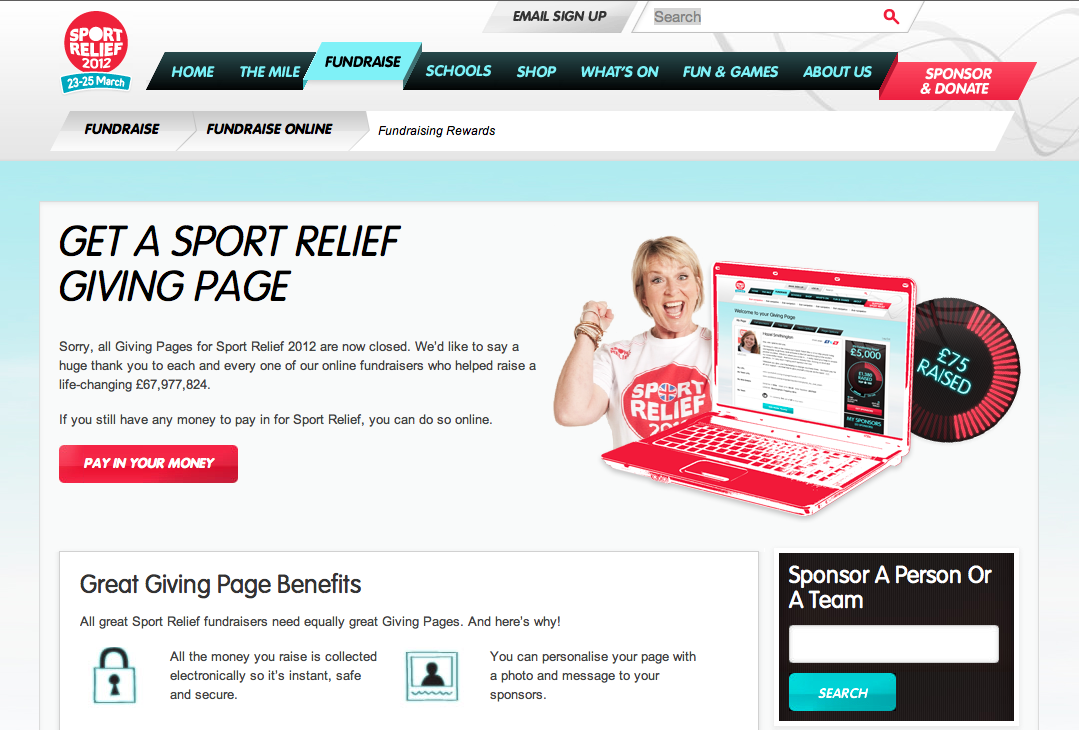 EMAIL SIGN UP
Search
SPORT
RELIEF
2012
23-25 March
HOME
THE MILE
FUNDRAISE
SCHOOLS
SHOP
WHAT'S ON
FUN & GAMES
ABOUT US
SPONSOR
& DONATE
FUNDRAISE
FUNDRAISE ONLINE
Fundraising Rewards
GET A SPORT RELIEF
GIVING PAGE
Sorry, all Giving Pages for Sport Relief 2012 are now closed. We'd like to say a
huge thank you to each and every one of our online fundraisers who helped raise a
life-changing £67,977,824.
If you still have any money to pay in for Sport Relief, you can do so online.
PAY IN YOUR MONEY
SPORT
RELIEF
Welcome to your Giving Page
£5,000
£75
RAISED
Great Giving Page Benefits
All great Sport Relief fundraisers need equally great Giving Pages. And here's why!
All the money you raise is collected
electronically so it's instant, safe
and secure.
You can personalise your page with
a photo and message to your
sponsors.
Sponsor A Person Or
A Team
SEARCH